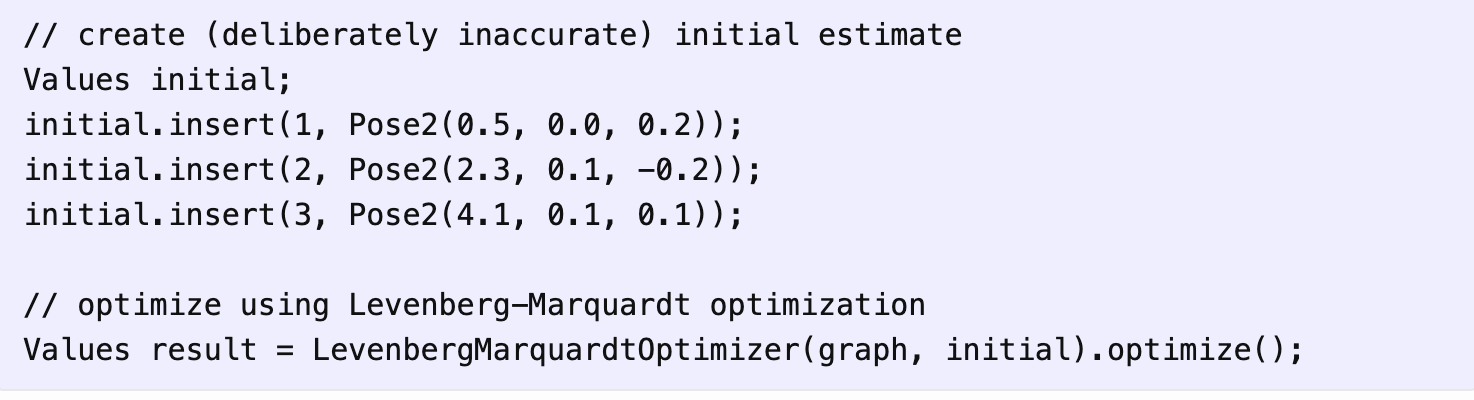 // create (deliberately inaccurate) initial estimate
Values initial;
initial.insert(1, Pose2(0.5, 0.0, 0.2));
initial.insert(2, Pose2(2.3, 0.1, -0.2));
initial.insert(3, Pose2(4.1, 0.1, 0.1));
// optimize using Levenberg-Marquardt optimization
Values result = LevenbergMarquardtOptimizer(graph, initial).optimize();